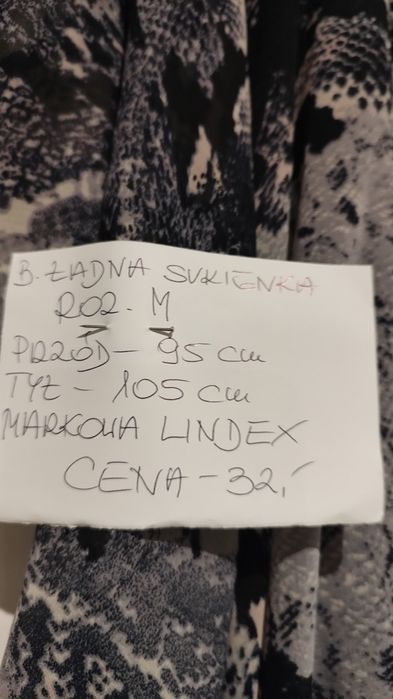 B. ŁADNA SUKIENKA
ROZ. M
PRZÓD - 95 cm
TYŁ - 105 cm
MARKOWA LINDEX
CENA - 32,-